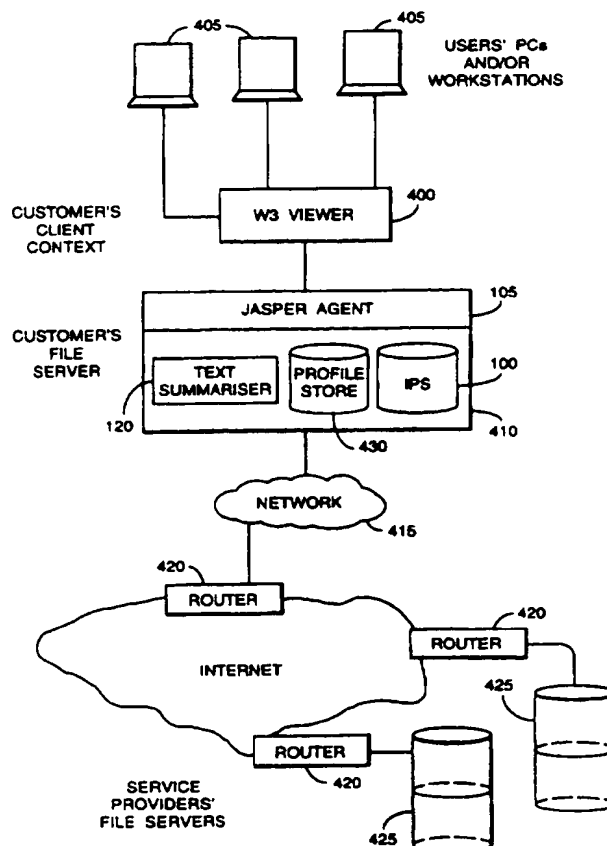 405
405
USERS' PCs
AND/OR
WORKSTATIONS
CUSTOMER'S
CLIENT
CONTEXT
W3 VIEWER
400
JASPER AGENT
105
CUSTOMER'S
FILE
SERVER
TEXT
SUMMARISER
120
PROFILE
STORE
430
IPS
100
410
NETWORK
415
420
ROUTER
INTERNET
420
ROUTER
425
ROUTER
420
425
SERVICE
PROVIDERS'
FILE SERVERS